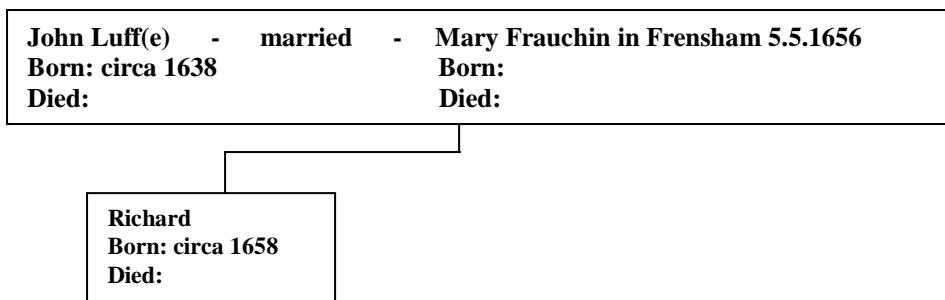 John Luff(e) - married - Mary Frauchin in Frensham 5.5.1656
Born: circa 1638 Born:
Died: Died:
Richard
Born: circa 1658
Died: